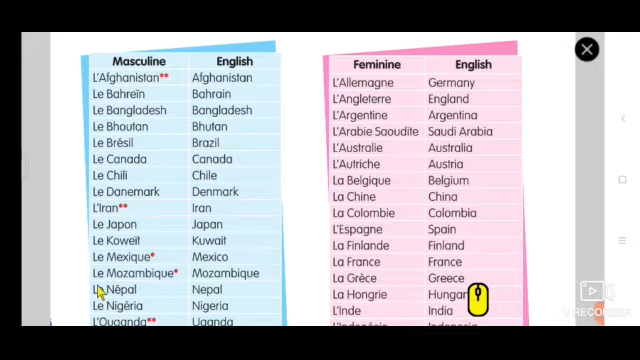 Masculine English
L'Afghanistan** Afghanistan
Le Bahreïn Bahrain
Le Bangladesh Bangladesh
Le Bhoutan Bhutan
Le Brésil Brazil
Le Canada Canada
Le Chili Chile
Le Danemark Denmark
L'Iran** Iran
Le Japon Japan
Le Koweït Kuwait
Le Mexique* Mexico
Le Mozambique* Mozambique
Le Népal Nepal
Le Nigéria Nigeria
L'Ouganda** Uganda
Feminine English
L'Allemagne Germany
L'Angleterre England
L'Argentine Argentina
L'Arabie Saoudite Saudi Arabia
L'Australie Australia
L'Autriche Austria
La Belgique Belgium
La Chine China
La Colombie Colombia
L'Espagne Spain
La Finlande Finland
La France France
La Grèce Greece
La Hongrie Hungar
L'Inde India
L'Indonésie Indonesia
V RECORDER